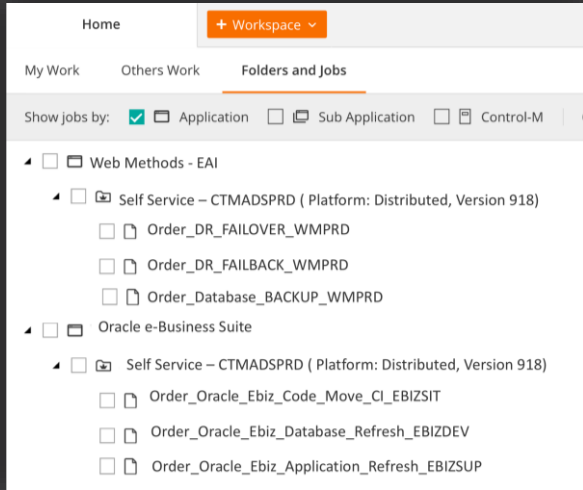 Home
+ Workspace
My Work Others Work Folders and Jobs
Show jobs by: Application Sub Application Control-M
Web Methods - EAI
Self Service – CTMADSPRD ( Platform: Distributed, Version 918)
Order_DR_FAILOVER_WMPRD
Order_DR_FAILBACK_WMPRD
Order_Database_BACKUP_WMPRD
Oracle e-Business Suite
Self Service – CTMADSPRD ( Platform: Distributed, Version 918)
Order_Oracle_Ebiz_Code_Move_CI_EBIZSIT
Order_Oracle_Ebiz_Database_Refresh_EBIZDEV
Order_Oracle_Ebiz_Application_Refresh_EBIZSUP